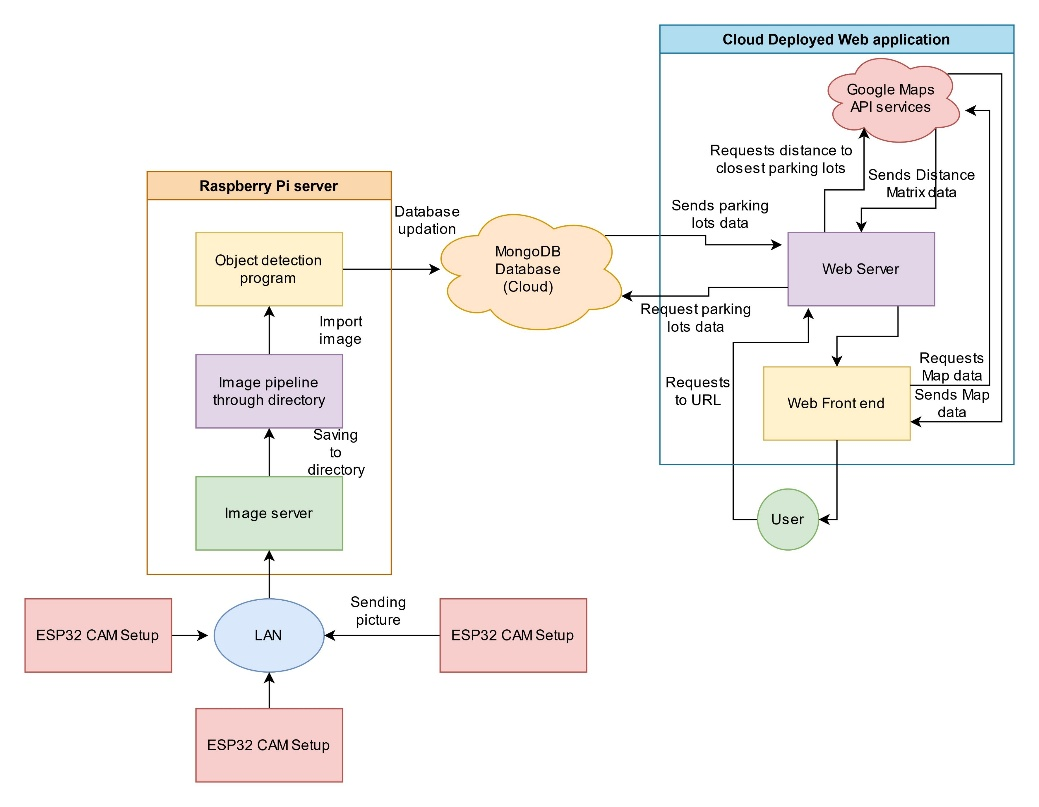 Cloud Deployed Web application
Google Maps
API services
Requests distance to
closest parking lots
Sends Distance
Matrix data
Raspberry Pi server
Database
updation
Sends parking
lots data
Object detection
program
MongoDB
Database
(Cloud)
Web Server
Request parking
lots data
Import
image
Image pipeline
through directory
Requests
to URL
Requests
Map data
Sends Map
data
Web Front end
Saving
to
directory
Image server
User
Sending
picture
ESP32 CAM Setup
LAN
ESP32 CAM Setup
ESP32 CAM Setup